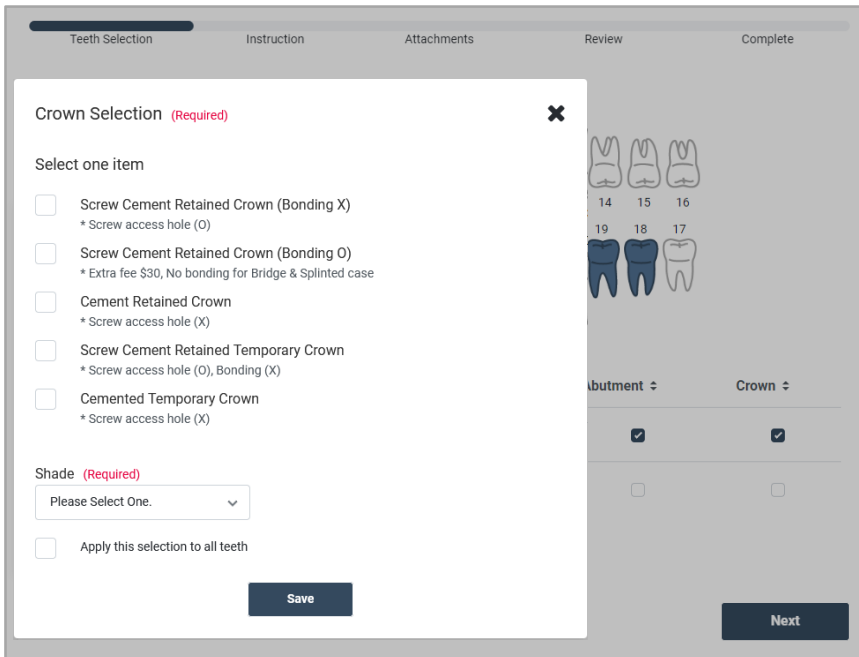 Teeth Selection Instruction Attachments Review Complete
Crown Selection (Required)
Select one item
Screw Cement Retained Crown (Bonding X)
* Screw access hole (O)
Screw Cement Retained Crown (Bonding O)
* Extra fee $30, No bonding for Bridge & Splinted case
Cement Retained Crown
* Screw access hole (X)
Screw Cement Retained Temporary Crown
* Screw access hole (O), Bonding (X)
Cemented Temporary Crown
* Screw access hole (X)
Shade (Required)
Please Select One.
Apply this selection to all teeth
Save
14 15 16
19 18 17
Abutment Crown
Next